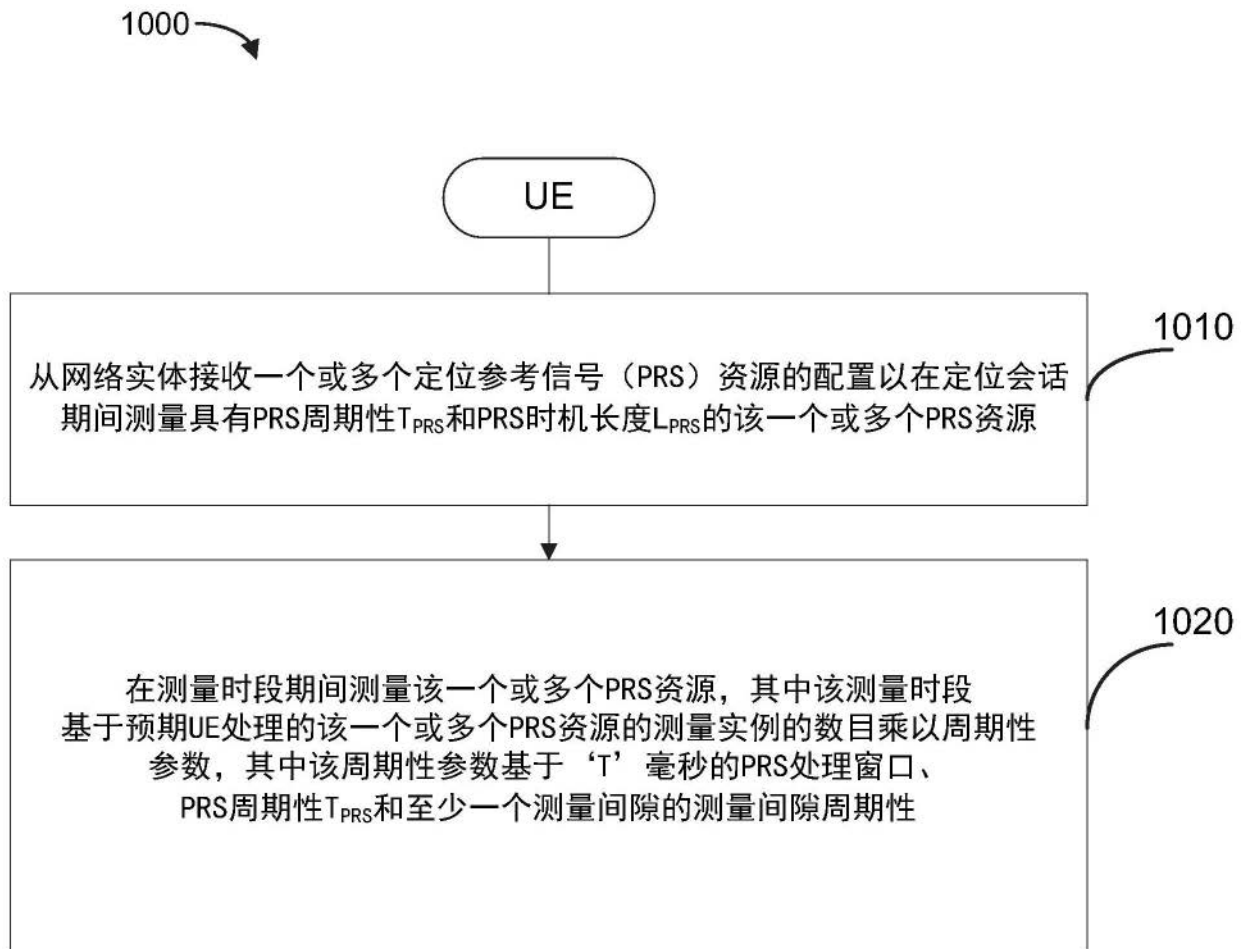 1000
UE
从网络实体接收一个或多个定位参考信号（PRS）资源的配置以在定位会话
期间测量具有PRS周期性TPRS和PRS时机长度LPRS的该一个或多个PRS资源
1010
在测量时段期间测量该一个或多个PRS资源，其中该测量时段
基于预期UE处理的该一个或多个PRS资源的测量实例的数目乘以周期性
参数，其中该周期性参数基于‘T’毫秒的PRS处理窗口、
PRS周期性TPRS和至少一个测量间隙的测量间隙周期性
1020